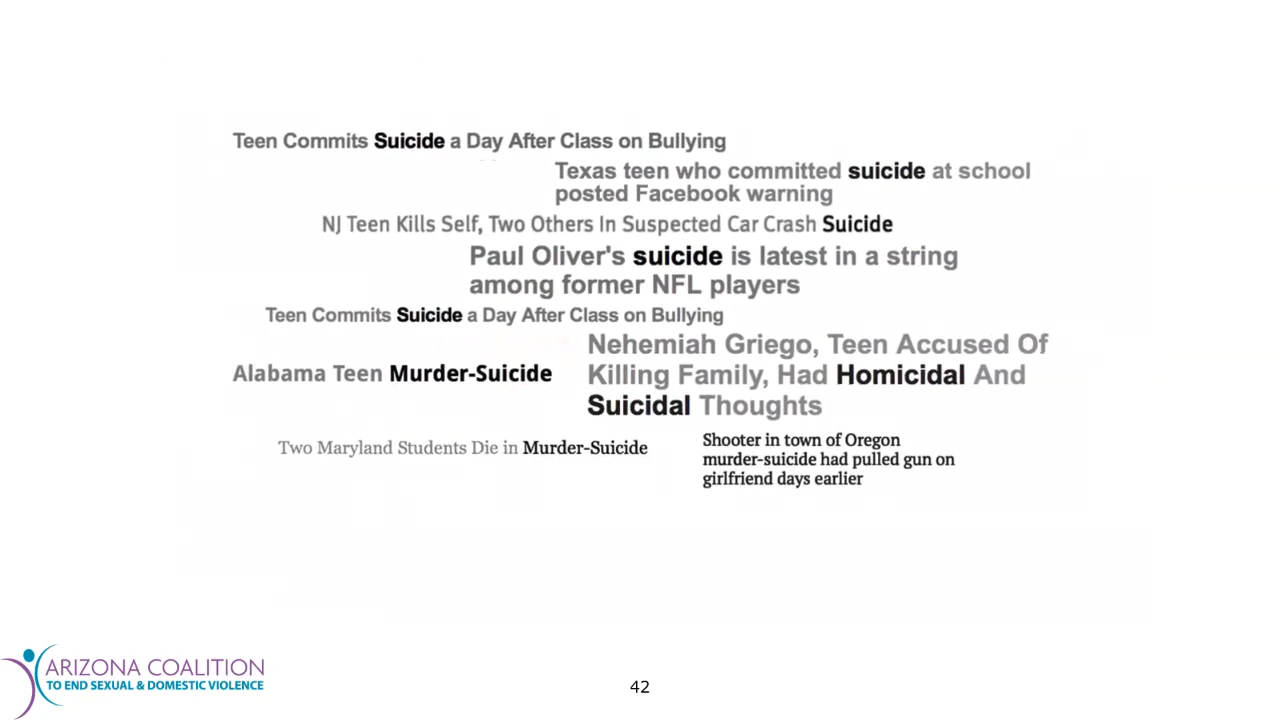 Teen Commits Suicide a Day After Class on Bullying
Texas teen who committed suicide at school
posted Facebook warning
NJ Teen Kills Self, Two Others In Suspected Car Crash Suicide
Paul Oliver's suicide is latest in a string
among former NFL players
Teen Commits Suicide a Day After Class on Bullying
Alabama Teen Murder-Suicide
Nehemiah Griego, Teen Accused Of
Killing Family, Had Homicidal And
Suicidal Thoughts
Two Maryland Students Die in Murder-Suicide
Shooter in town of Oregon
murder-suicide had pulled gun on
girlfriend days earlier
ARIZONA COALITION
TO END SEXUAL & DOMESTIC VIOLENCE
42